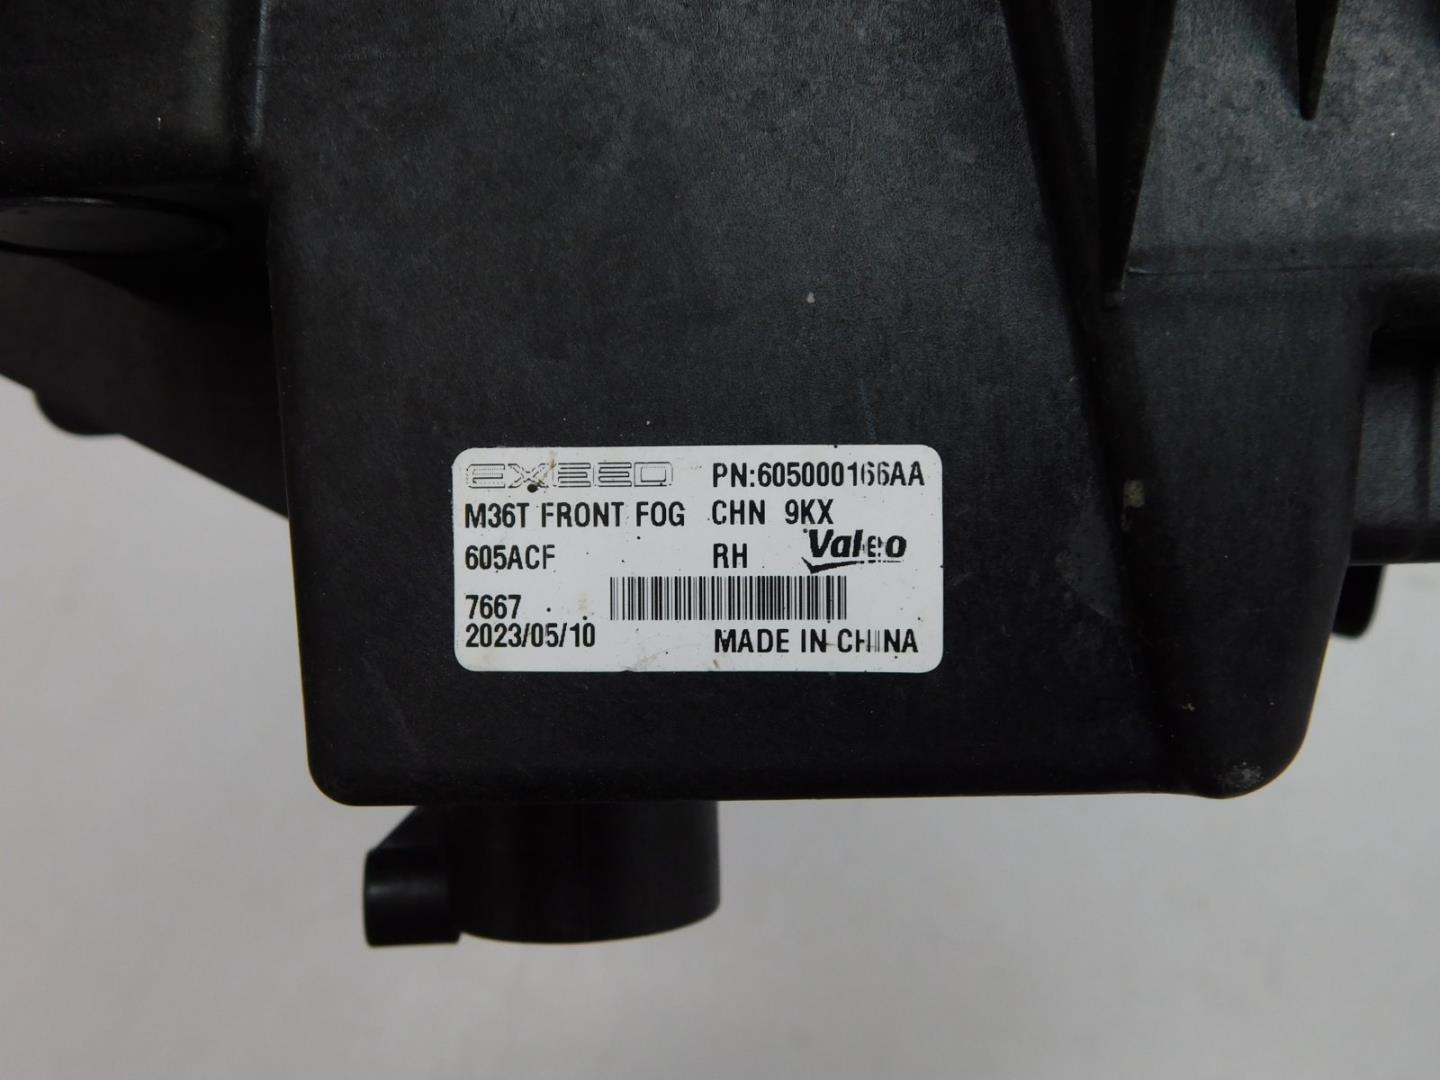 EXEED PN:605000166AA
M36T FRONT FOG CHN 9KX
605ACF RH Valeo
7667
2023/05/10 MADE IN CHINA